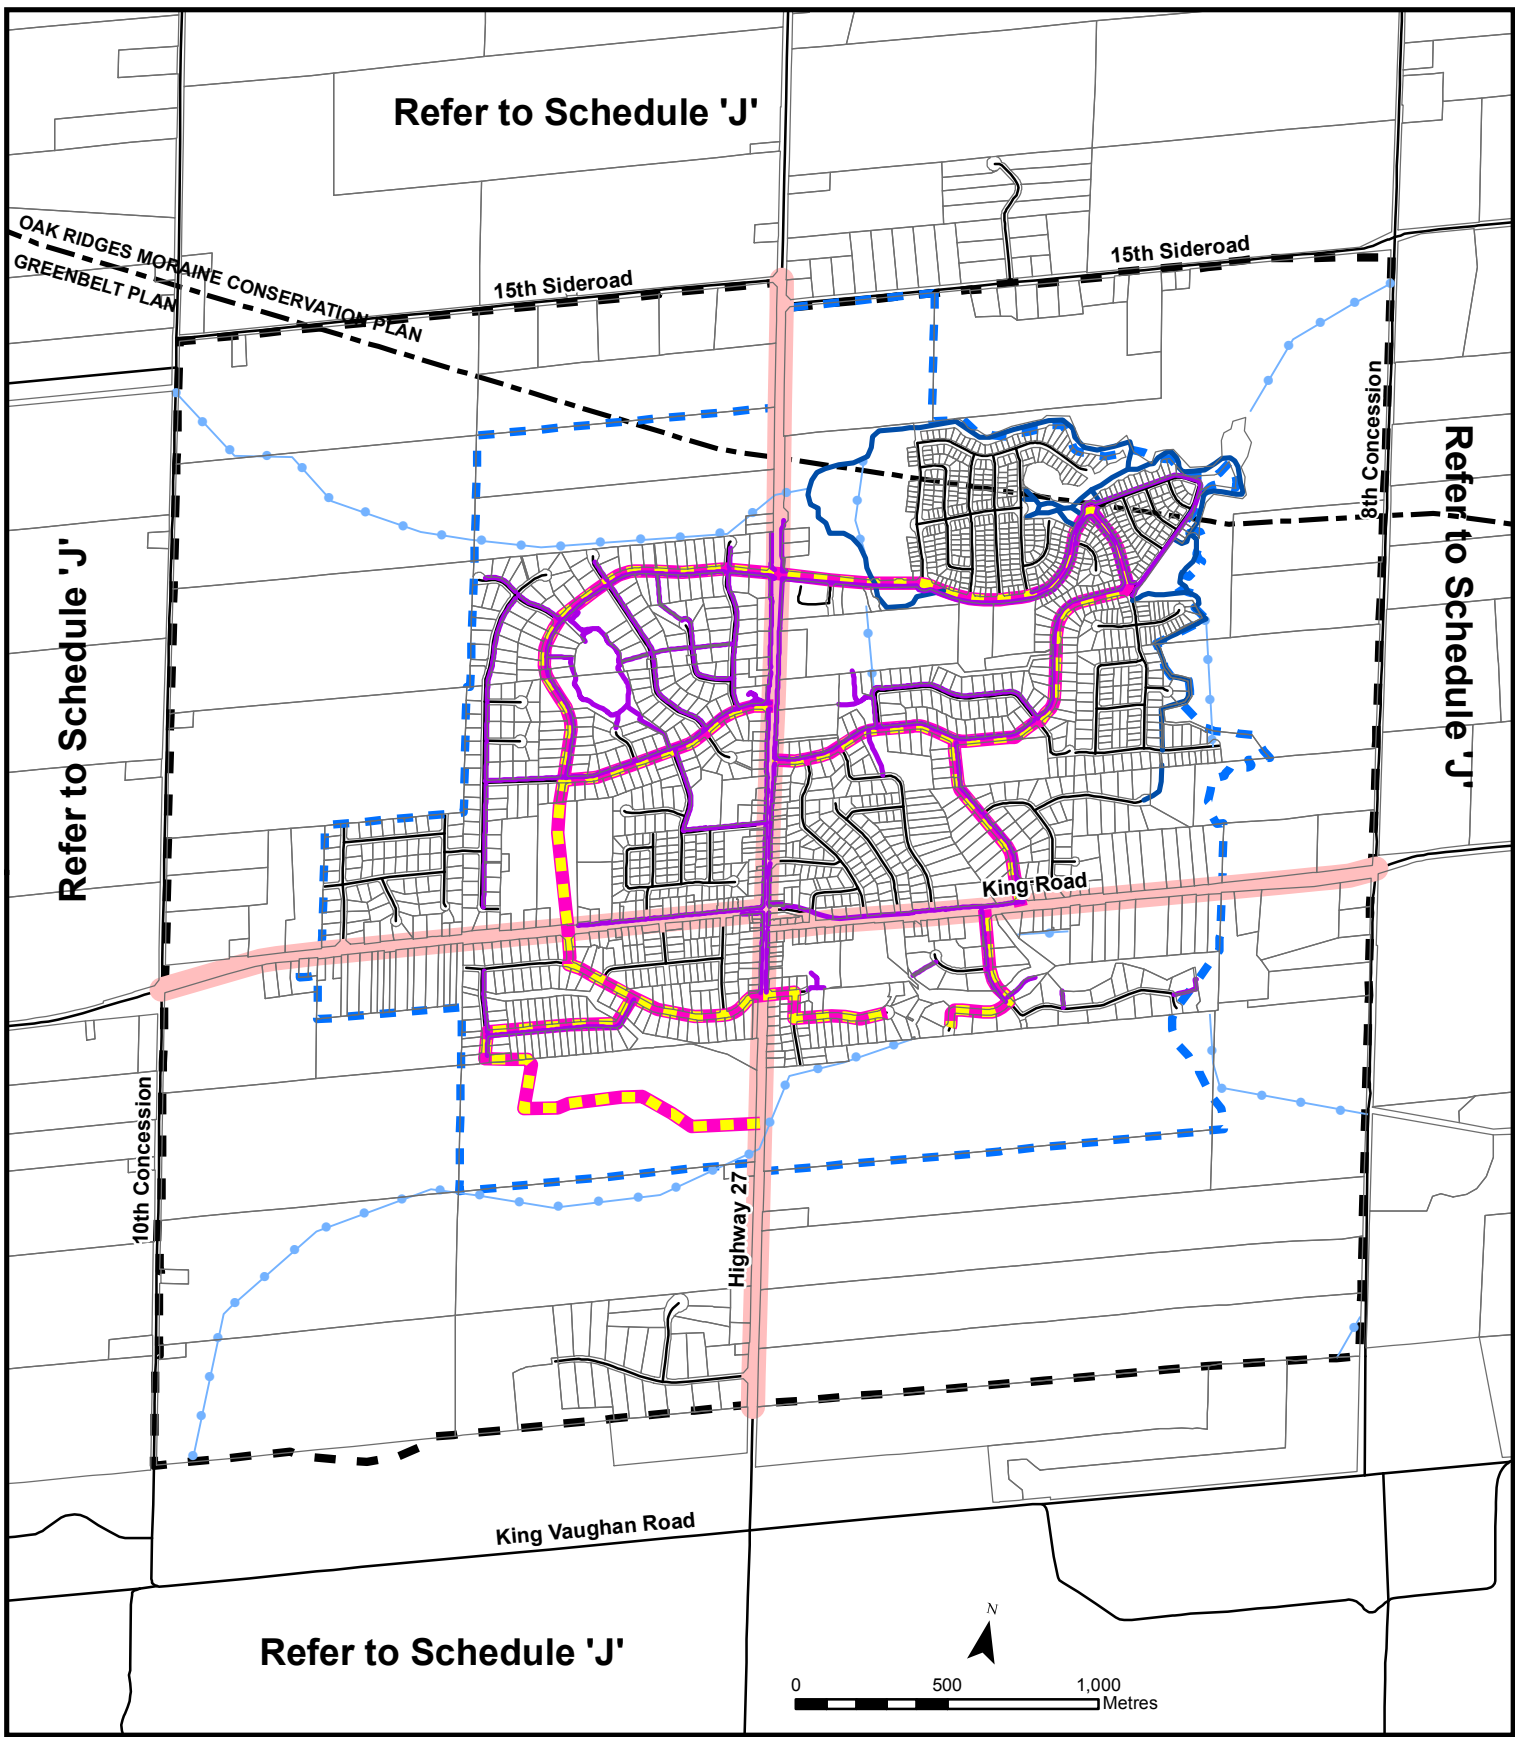 Refer to Schedule 'J'
OAK RIDGES MORAINE CONSERVATION PLAN
GREENBELT PLAN
15th Sideroad
15th Sideroad
8th Concession
Refer to Schedule 'J'
Refer to Schedule 'J'
King Road
10th Concession
Highway 27
King Vaughan Road
Refer to Schedule 'J'
N
0 500 1,000
Metres